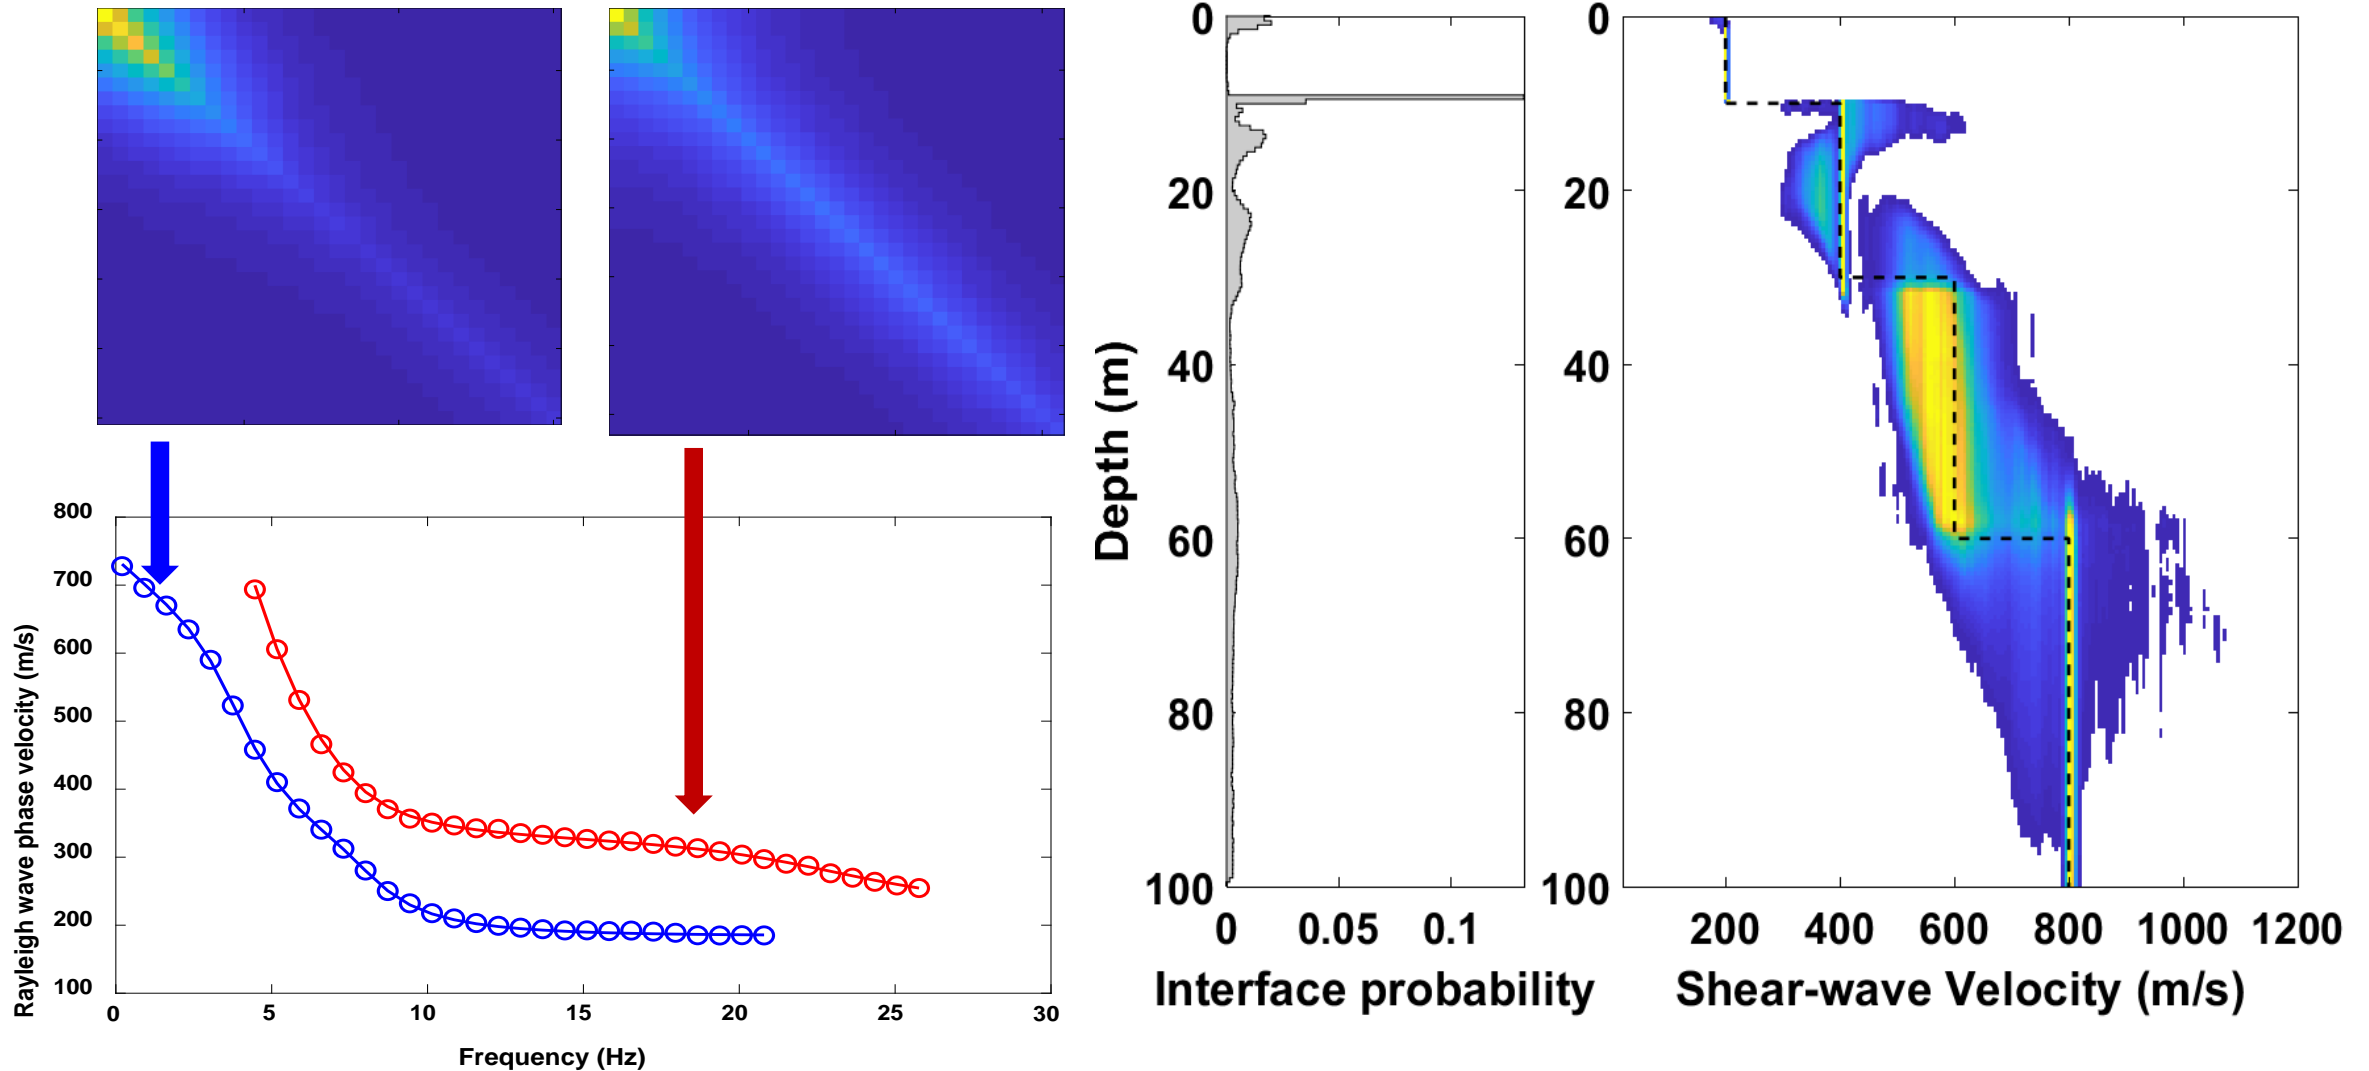 800
700
600
500
400
300
200
100
Rayleigh wave phase velocity (m/s)
0 5 10 15 20 25 30
Frequency (Hz)
0
20
40
60
80
100
Depth (m)
0 0.05 0.1
Interface probability
0
20
40
60
80
100
200 400 600 800 1000 1200
Shear-wave Velocity (m/s)